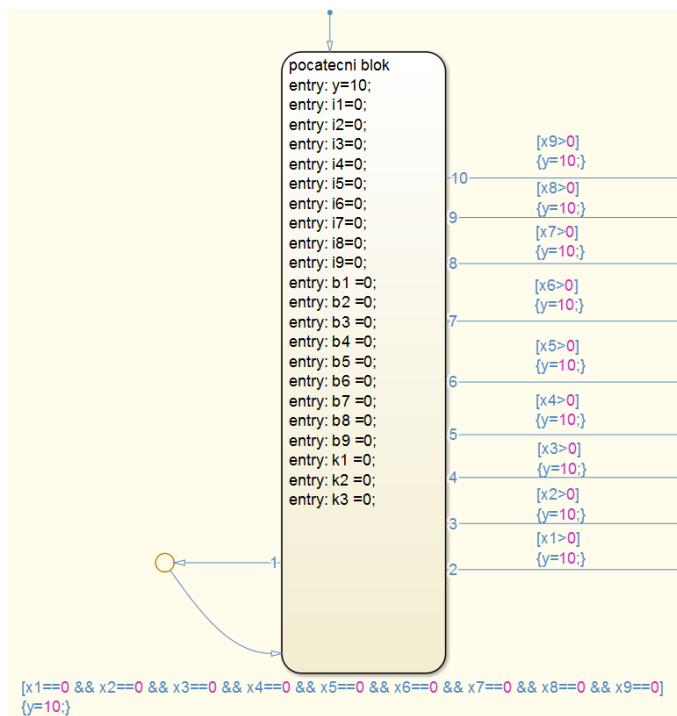 pocatecni blok
entry: y=10;
entry: i1=0;
entry: i2=0;
entry: i3=0;
entry: i4=0;
entry: i5=0;
entry: i6=0;
entry: i7=0;
entry: i8=0;
entry: i9=0;
entry: b1 =0;
entry: b2 =0;
entry: b3 =0;
entry: b4 =0;
entry: b5 =0;
entry: b6 =0;
entry: b7 =0;
entry: b8 =0;
entry: b9 =0;
entry: k1 =0;
entry: k2 =0;
entry: k3 =0;
[x9>0]
{y=10;}
10
[x8>0]
{y=10;}
9
[x7>0]
{y=10;}
8
[x6>0]
{y=10;}
7
[x5>0]
{y=10;}
6
[x4>0]
{y=10;}
5
[x3>0]
{y=10;}
4
[x2>0]
{y=10;}
3
[x1>0]
{y=10;}
2
1
[x1==0 && x2==0 && x3==0 && x4==0 && x5==0 && x6==0 && x7==0 && x8==0 && x9==0]
{y=10;}